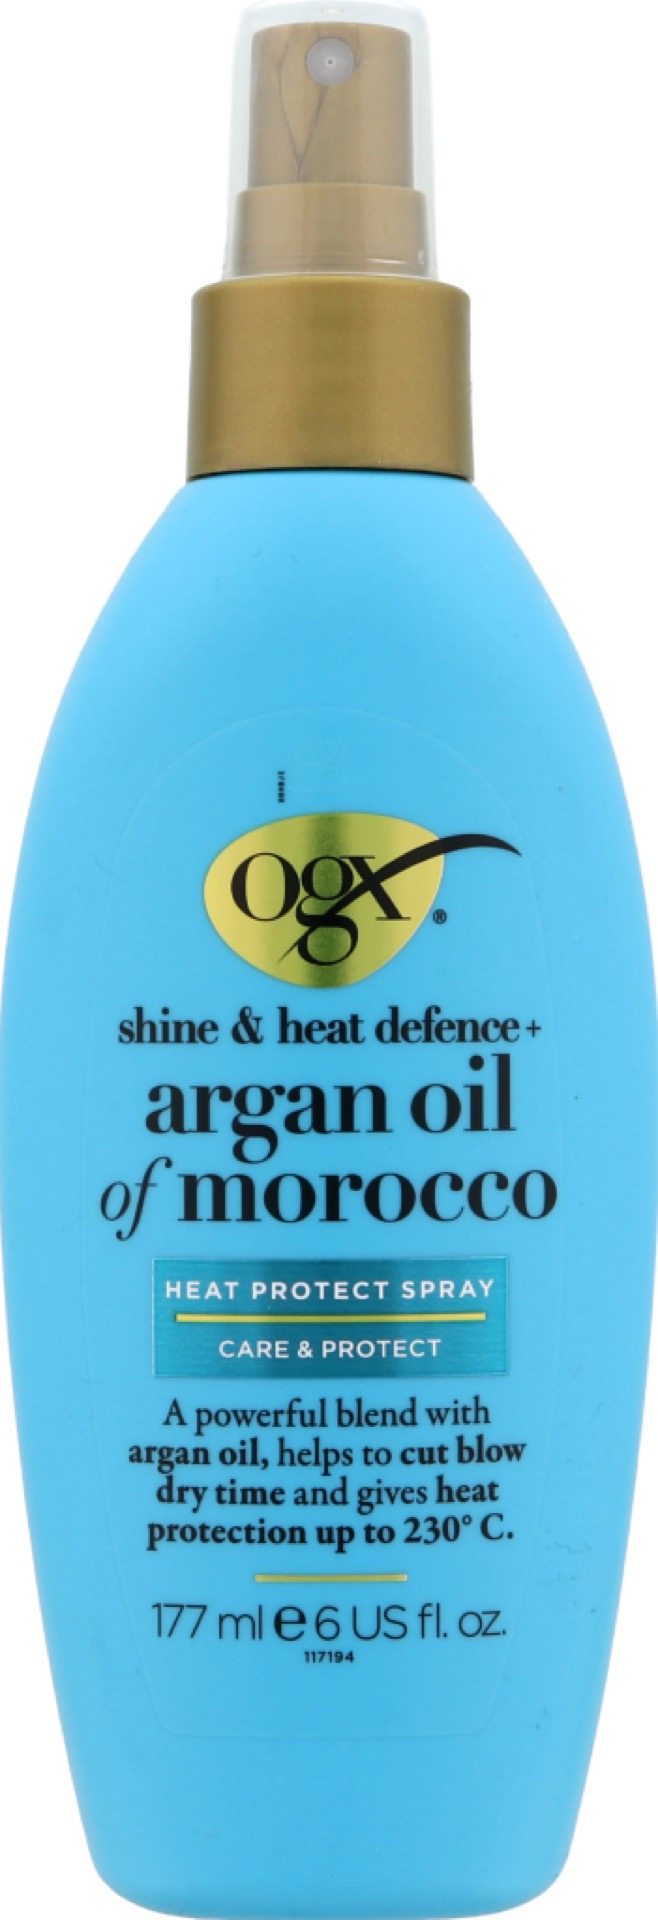 ogx®
shine & heat defence+
argan oil
of morocco
HEAT PROTECT SPRAY
CARE & PROTECT
A powerful blend with
argan oil, helps to cut blow
dry time and gives heat
protection up to 230° C.
177 ml ℮ 6 US fl. oz.
117194